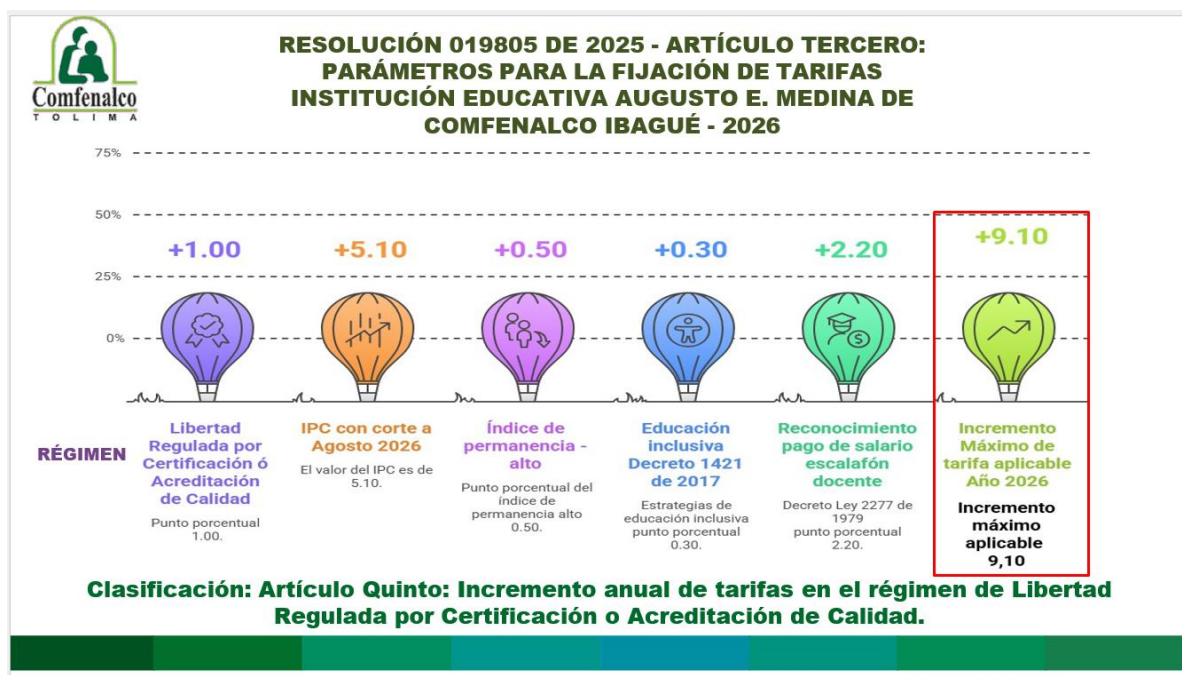 Comfenalco
TOLIMA
RESOLUCIÓN 019805 DE 2025 - ARTÍCULO TERCERO:
PARÁMETROS PARA LA FIJACIÓN DE TARIFAS
INSTITUCIÓN EDUCATIVA AUGUSTO E. MEDINA DE
COMFENALCO IBAGUÉ - 2026
75%
50%
25%
0%
+1.00
+5.10
+0.50
+0.30
+2.20
+9.10
RÉGIMEN
Libertad
Regulada por
Certificación ó
Acreditación
de Calidad
Punto porcentual
1.00.
IPC con corte a
Agosto 2026
El valor del IPC es de
5.10.
Índice de
permanencia -
alto
Punto porcentual del
índice de
permanencia alto
0.50.
Educación
inclusiva
Decreto 1421
de 2017
Estrategias de
educación inclusiva
punto porcentual
0.30.
Reconocimiento
pago de salario
escalafón
docente
Decreto Ley 2277 de
1979
punto porcentual
2.20.
Incremento
Máximo de
tarifa aplicable
Año 2026
Incremento
máximo
aplicable
9,10
Clasificación: Artículo Quinto: Incremento anual de tarifas en el régimen de Libertad
Regulada por Certificación o Acreditación de Calidad.